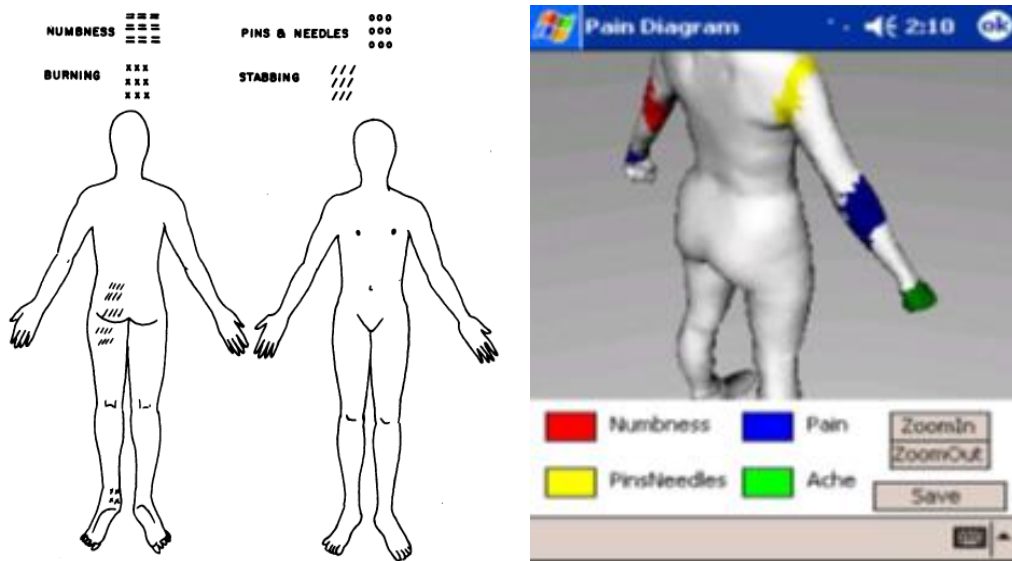 NUMBNESS
PINS & NEEDLES
BURNING
STABBING
Pain Diagram
2:10
ok
Numbness
Pain
ZoomIn
ZoomOut
PinsNeedles
Ache
Save